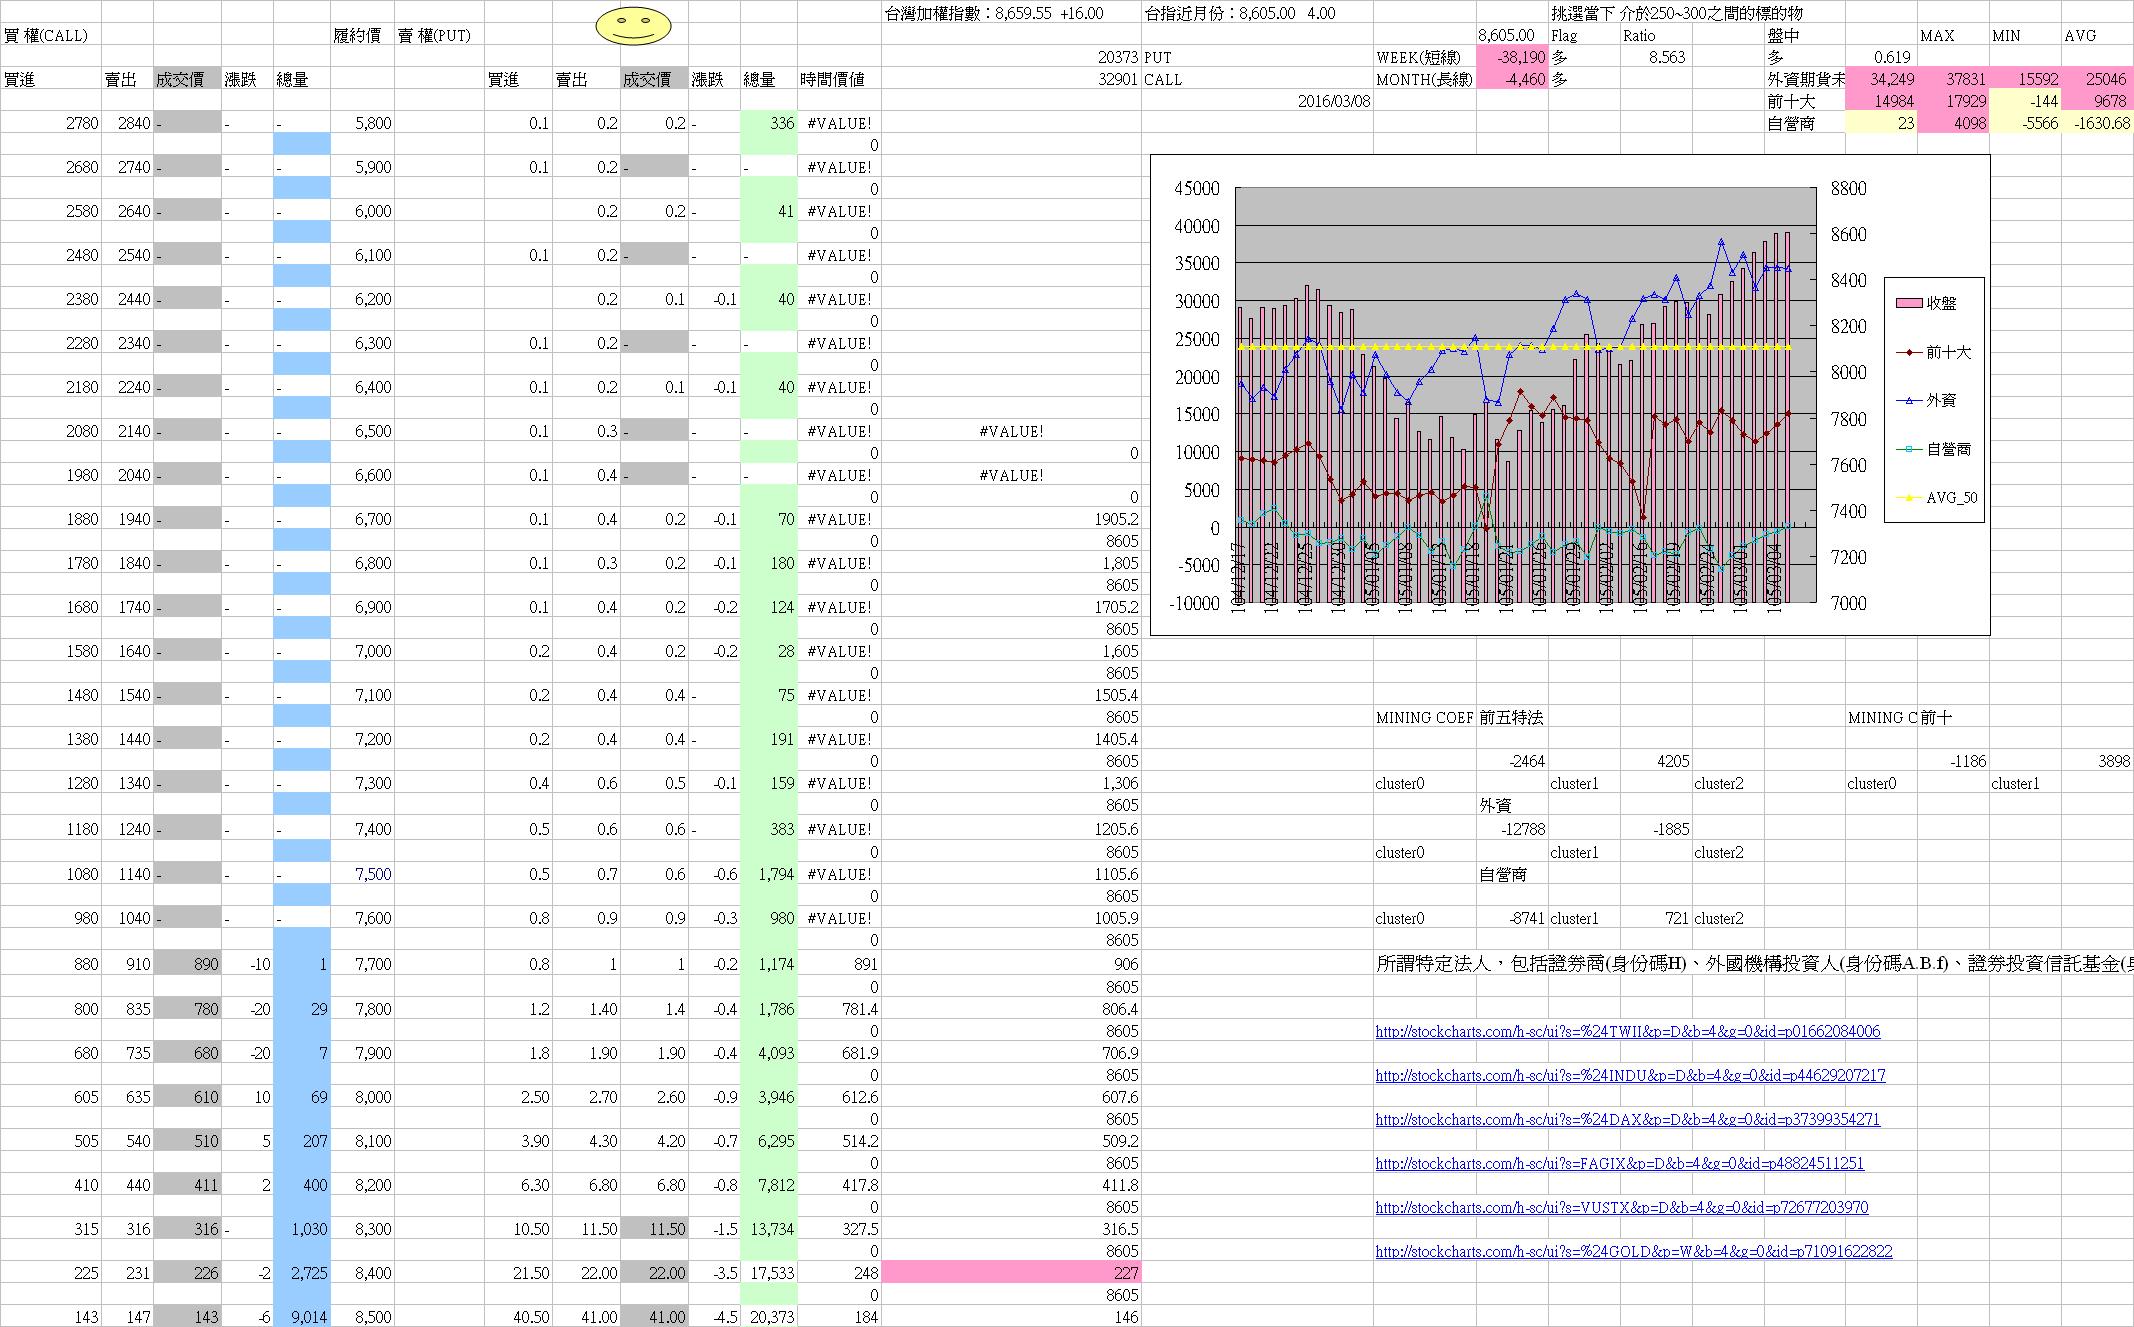 台灣加權指數：8,659.55 +16.00 台指近月份：8,605.00 4.00 挑選當下 介於250~300之間的標的物
買 權(CALL) 履約價 賣 權(PUT) 8,605.00 Flag Ratio 盤中 MAX MIN AVG
20373 PUT WEEK(短線) -38,190 多 8.563 多 0.619
買進 賣出 成交價 漲跌 總量 買進 賣出 成交價 漲跌 總量 時間價值 32901 CALL MONTH(長線) -4,460 多 外資期貨未 34,249 37831 15592 25046
2016/03/08 前十大 14984 17929 -144 9678
2780 2840 - - - 5,800 0.1 0.2 0.2 - 336 #VALUE! 自營商 23 4098 -5566 -1630.68
0
2680 2740 - - - 5,900 0.1 0.2 - - - #VALUE!
0
2580 2640 - - - 6,000 0.2 0.2 - 41 #VALUE!
0
2480 2540 - - - 6,100 0.1 0.2 - - - #VALUE!
0
2380 2440 - - - 6,200 0.2 0.1 -0.1 40 #VALUE!
0
2280 2340 - - - 6,300 0.1 0.2 - - - #VALUE!
0
2180 2240 - - - 6,400 0.1 0.2 0.1 -0.1 40 #VALUE!
0
2080 2140 - - - 6,500 0.1 0.3 - - - #VALUE! #VALUE!
0 0
1980 2040 - - - 6,600 0.1 0.4 - - - #VALUE! #VALUE!
0 0
1880 1940 - - - 6,700 0.1 0.4 0.2 -0.1 70 #VALUE! 1905.2
0 8605
1780 1840 - - - 6,800 0.1 0.3 0.2 -0.1 180 #VALUE! 1,805
0 8605
1680 1740 - - - 6,900 0.1 0.4 0.2 -0.2 124 #VALUE! 1705.2
0 8605
1580 1640 - - - 7,000 0.2 0.4 0.2 -0.2 28 #VALUE! 1,605
0 8605
1480 1540 - - - 7,100 0.2 0.4 0.4 - 75 #VALUE! 1505.4
0 8605 MINING COEF 前五特法 MINING C 前十
1380 1440 - - - 7,200 0.2 0.4 0.4 - 191 #VALUE! 1405.4
0 8605 -2464 4205 -1186 3898
1280 1340 - - - 7,300 0.4 0.6 0.5 -0.1 159 #VALUE! 1,306 cluster0 cluster1 cluster2 cluster0 cluster1
0 8605 外資
1180 1240 - - - 7,400 0.5 0.6 0.6 - 383 #VALUE! 1205.6 -12788 -1885
0 8605 cluster0 cluster1 cluster2
1080 1140 - - - 7,500 0.5 0.7 0.6 -0.6 1,794 #VALUE! 1105.6 自營商
0 8605
980 1040 - - - 7,600 0.8 0.9 0.9 -0.3 980 #VALUE! 1005.9 cluster0 -8741 cluster1 721 cluster2
0 8605
880 910 890 -10 1 7,700 0.8 1 1 -0.2 1,174 891 906 所謂特定法人，包括證券商(身份碼H)、外國機構投資人(身份碼A.B.f)、證券投資信託基金(身
0 8605
800 835 780 -20 29 7,800 1.2 1.40 1.4 -0.4 1,786 781.4 806.4
0 8605 http://stockcharts.com/h-sc/ui?s=%24TWII&p=D&b=4&g=0&id=p01662084006
680 735 680 -20 7 7,900 1.8 1.90 1.90 -0.4 4,093 681.9 706.9
0 8605 http://stockcharts.com/h-sc/ui?s=%24INDU&p=D&b=4&g=0&id=p44629207217
605 635 610 10 69 8,000 2.50 2.70 2.60 -0.9 3,946 612.6 607.6
0 8605 http://stockcharts.com/h-sc/ui?s=%24DAX&p=D&b=4&g=0&id=p37399354271
505 540 510 5 207 8,100 3.90 4.30 4.20 -0.7 6,295 514.2 509.2
0 8605 http://stockcharts.com/h-sc/ui?s=FAGIX&p=D&b=4&g=0&id=p48824511251
410 440 411 2 400 8,200 6.30 6.80 6.80 -0.8 7,812 417.8 411.8
0 8605 http://stockcharts.com/h-sc/ui?s=VUSTX&p=D&b=4&g=0&id=p72677203970
315 316 316 - 1,030 8,300 10.50 11.50 11.50 -1.5 13,734 327.5 316.5
0 8605 http://stockcharts.com/h-sc/ui?s=%24GOLD&p=W&b=4&g=0&id=p71091622822
225 231 226 -2 2,725 8,400 21.50 22.00 22.00 -3.5 17,533 248 227
0 8605
143 147 143 -6 9,014 8,500 40.50 41.00 41.00 -4.5 20,373 184 146
45000 8800
40000 8600
35000 8400
30000 8200
25000 8000
20000 7800
15000 7600
10000 7400
5000 7200
0 7000
-5000
-10000
104/12/17 104/12/22 104/12/25 104/12/30 105/01/05 105/01/08 105/01/13 105/01/18 105/01/21 105/01/26 105/01/29 105/02/02 105/02/16 105/02/19 105/02/24 105/03/01 105/03/04
收盤
前十大
外資
自營商
AVG_50